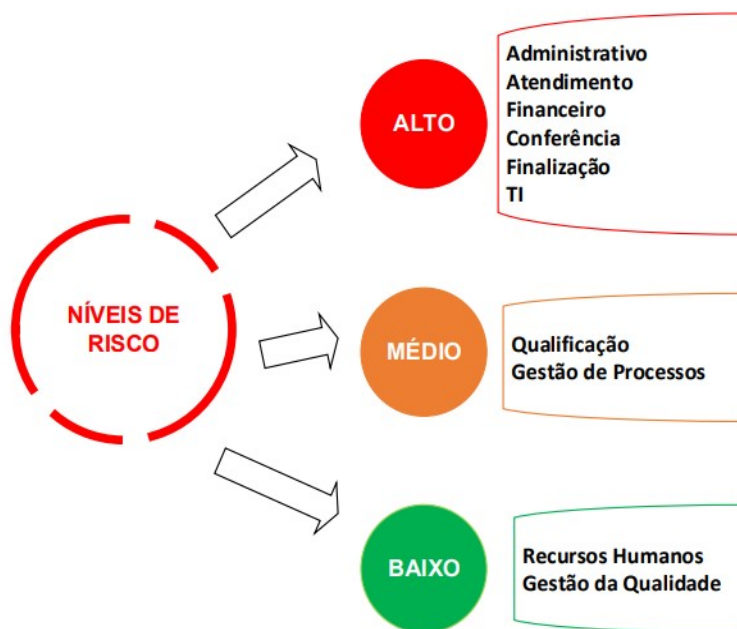 NÍVEIS DE
RISCO
ALTO
Administrativo
Atendimento
Financeiro
Conferência
Finalização
TI
MÉDIO
Qualificação
Gestão de Processos
BAIXO
Recursos Humanos
Gestão da Qualidade